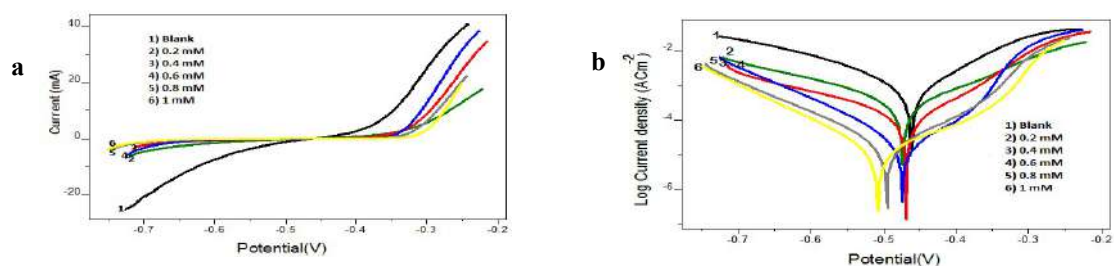 a
Current (mA)
40
20
0
-20
1) Blank
2) 0.2 mM
3) 0.4 mM
4) 0.6 mM
5) 0.8 mM
6) 1 mM
6
5
4
2
1
-0.7 -0.6 -0.5 -0.4 -0.3 -0.2
Potential(V)
b
Log Current density (ACm⁻²)
-2
-4
-6
1
2
6 5 3 4
1) Blank
2) 0.2 mM
3) 0.4 mM
4) 0.6 mM
5) 0.8 mM
6) 1 mM
-0.7 -0.6 -0.5 -0.4 -0.3 -0.2
Potential(V)